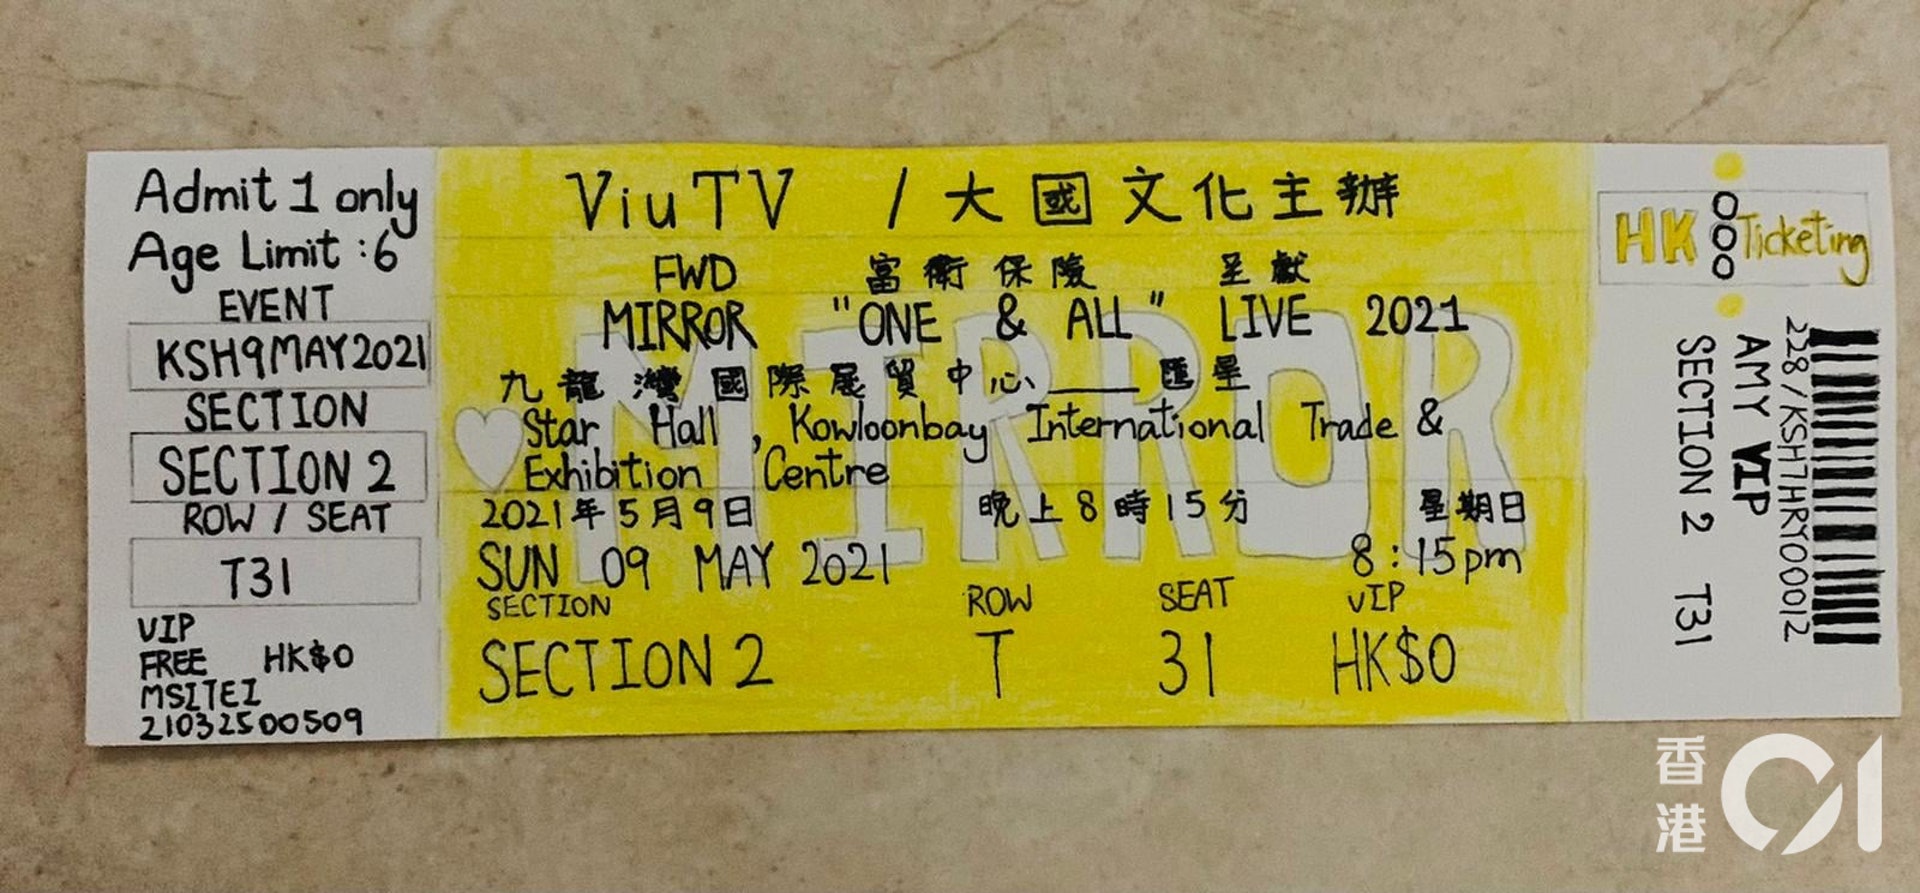 Admit 1 only
Age Limit : 6
EVENT
KSH9MAY2021
SECTION
SECTION 2
ROW / SEAT
T31
VIP
FREE HK$0
MSITEI
21032500509
ViuTV / 大國文化主辦
FWD 富衛保險 呈獻
MIRROR "ONE & ALL" LIVE 2021
MIRROR
九龍灣國際展貿中心____匯星
Star Hall, Kowloonbay International Trade &
Exhibition Centre
2021年5月9日 晚上8時15分 星期日
SUN 09 MAY 2021 8:15pm
SECTION ROW SEAT VIP
SECTION 2 T 31 HK$0
HK Ticketing
228/KSH7HRY000012
AMY VIP
SECTION 2 T31
香港01